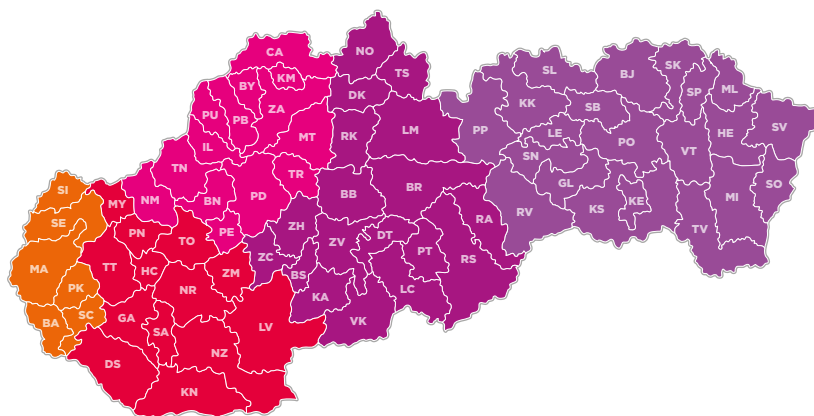 CA
NO
TS
KM
BY
DK
PU
PB
ZA
MT
RK
LM
IL
TN
TR
NM
BN
PD
BB
BR
SI
MY
SE
PN
TO
PE
ZH
ZV
DT
RA
PT
RS
ZC
BS
MA
TT
HC
ZM
NR
KA
LC
PK
SC
BA
GA
SA
LV
VK
DS
NZ
KN
SL
BJ
SK
SP
ML
KK
SB
PP
LE
PO
HE
SV
SN
VT
GL
SO
RV
KS
KE
MI
TV